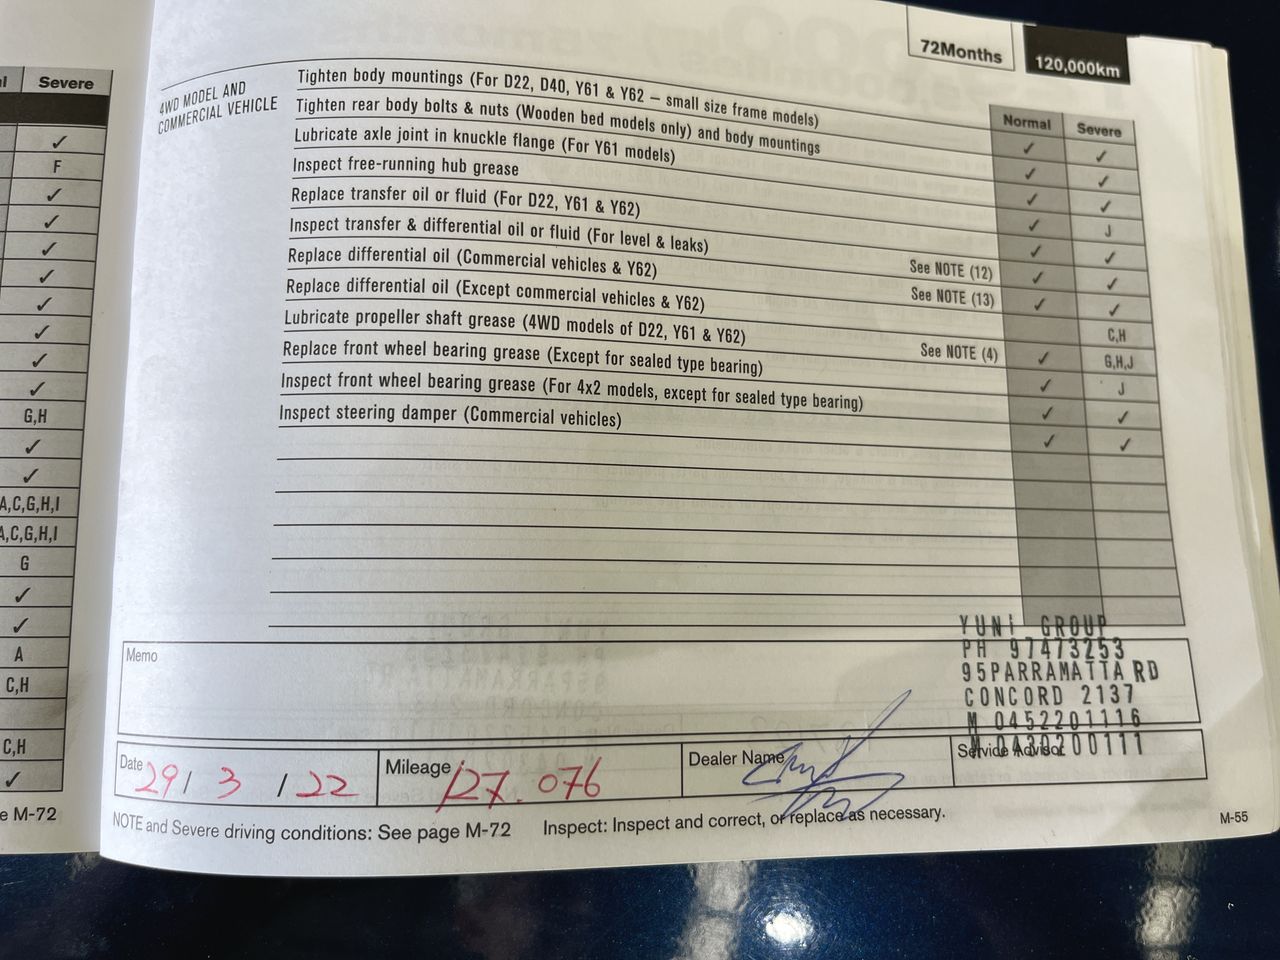 72Months
120,000km
4WD MODEL AND
COMMERCIAL VEHICLE
Normal Severe
Tighten body mountings (For D22, D40, Y61 & Y62 – small size frame models) ✓ ✓
Tighten rear body bolts & nuts (Wooden bed models only) and body mountings ✓ ✓
Lubricate axle joint in knuckle flange (For Y61 models) ✓ ✓
Inspect free-running hub grease ✓ J
Replace transfer oil or fluid (For D22, Y61 & Y62) ✓ ✓
Inspect transfer & differential oil or fluid (For level & leaks) See NOTE (12) ✓ ✓
Replace differential oil (Commercial vehicles & Y62) See NOTE (13) ✓ ✓
Replace differential oil (Except commercial vehicles & Y62) C,H
Lubricate propeller shaft grease (4WD models of D22, Y61 & Y62) See NOTE (4) ✓ G,H,J
Replace front wheel bearing grease (Except for sealed type bearing) ✓ J
Inspect front wheel bearing grease (For 4x2 models, except for sealed type bearing) ✓ ✓
Inspect steering damper (Commercial vehicles) ✓ ✓
Memo
YUNI GROUP
PH 97473253
95PARRAMATTA RD
CONCORD 2137
M 0452201116
M 0430200111
Date 29/3/22
Mileage 127.076
Dealer Name
Service Advisor
NOTE and Severe driving conditions: See page M-72 Inspect: Inspect and correct, or replace as necessary.
M-55
Severe
✓
F
✓
✓
✓
✓
✓
✓
✓
✓
G,H
✓
✓
A,C,G,H,I
A,C,G,H,I
G
✓
✓
A
C,H
C,H
✓
e M-72